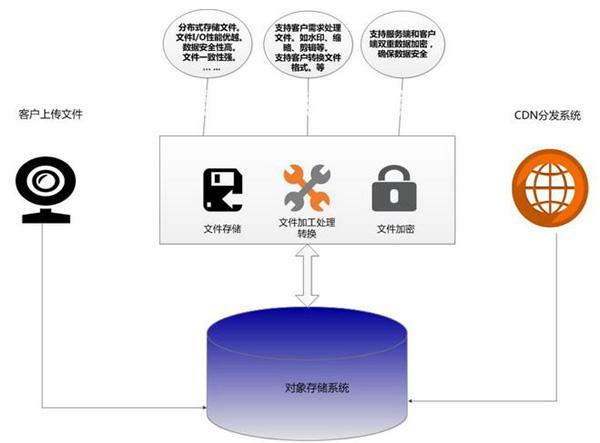 分布式存储文件。
文件I/O性能优越。
数据安全性高。
文件一致性强。
... ...
支持客户需求处理
文件。如水印、缩
略、剪辑等。
支持客户转换文件
格式。等
支持服务端和客户
端双重数据加密，
确保数据安全
客户上传文件
CDN分发系统
文件存储
文件加工处理
转换
文件加密
对象存储系统